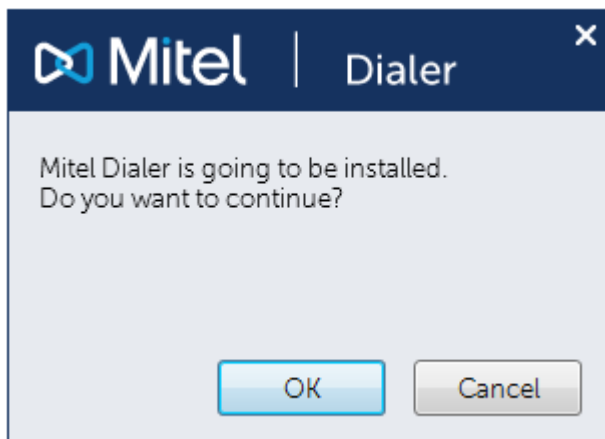 Mitel | Dialer
Mitel Dialer is going to be installed.
Do you want to continue?
OK Cancel